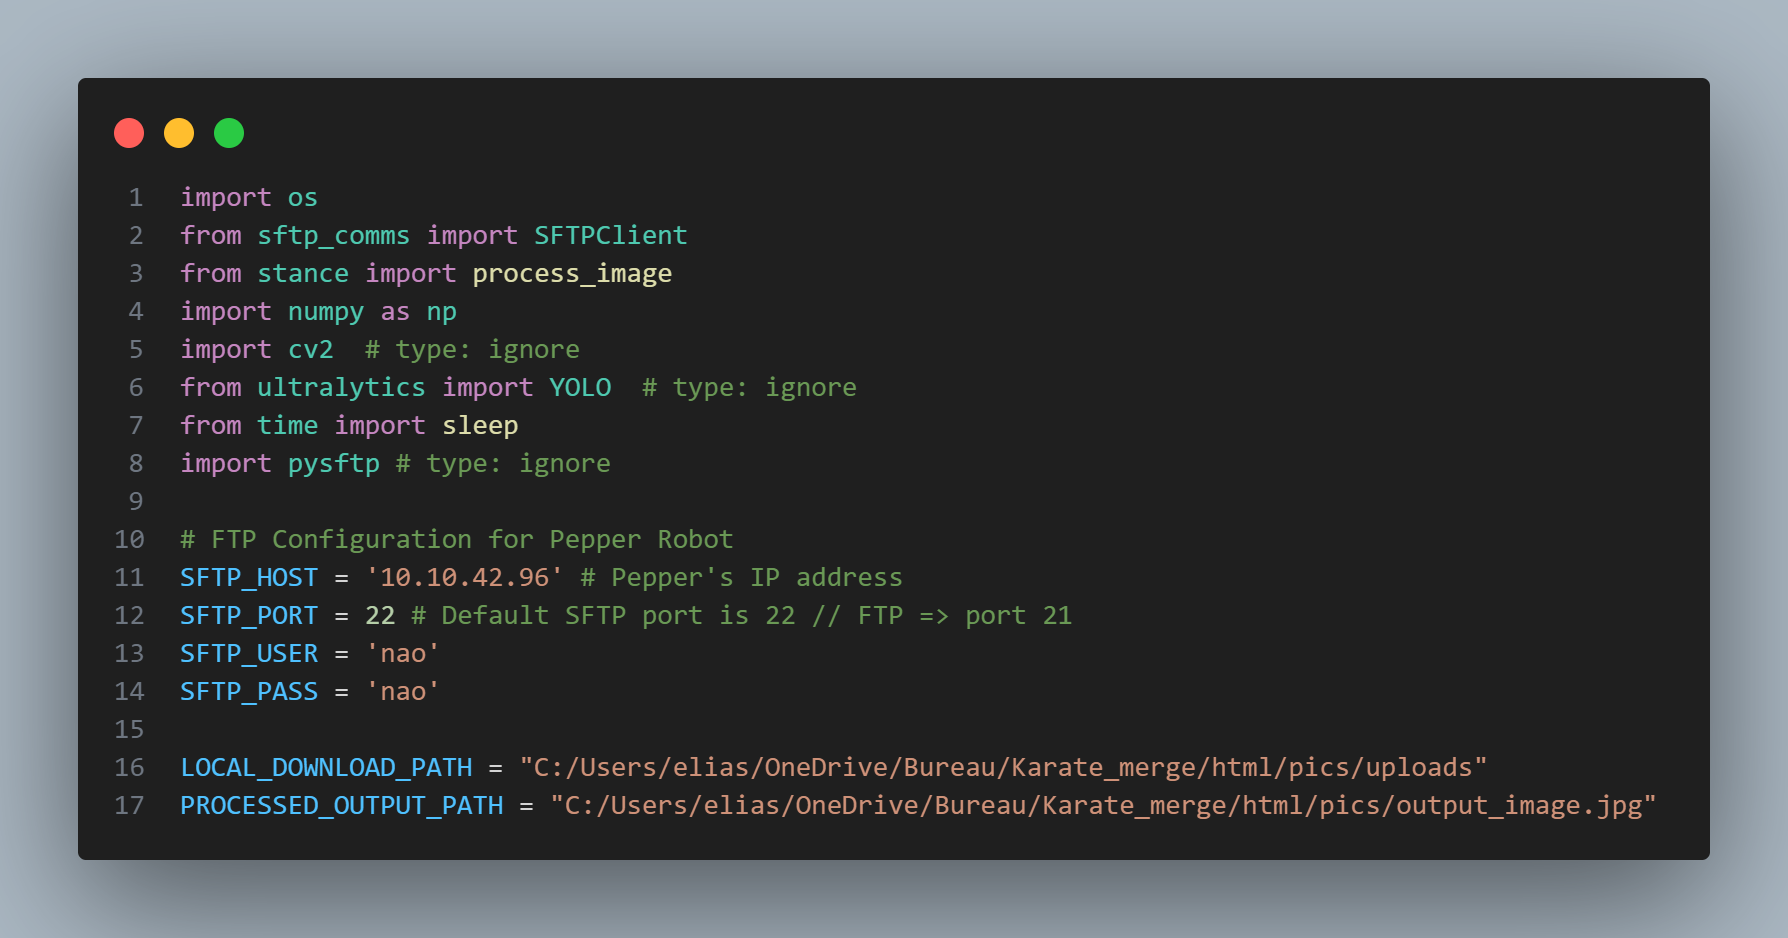 1 import os
2 from sftp_comms import SFTPClient
3 from stance import process_image
4 import numpy as np
5 import cv2  # type: ignore
6 from ultralytics import YOLO  # type: ignore
7 from time import sleep
8 import pysftp # type: ignore
9
10 # FTP Configuration for Pepper Robot
11 SFTP_HOST = '10.10.42.96' # Pepper's IP address
12 SFTP_PORT = 22 # Default SFTP port is 22 // FTP => port 21
13 SFTP_USER = 'nao'
14 SFTP_PASS = 'nao'
15
16 LOCAL_DOWNLOAD_PATH = "C:/Users/elias/OneDrive/Bureau/Karate_merge/html/pics/uploads"
17 PROCESSED_OUTPUT_PATH = "C:/Users/elias/OneDrive/Bureau/Karate_merge/html/pics/output_image.jpg"